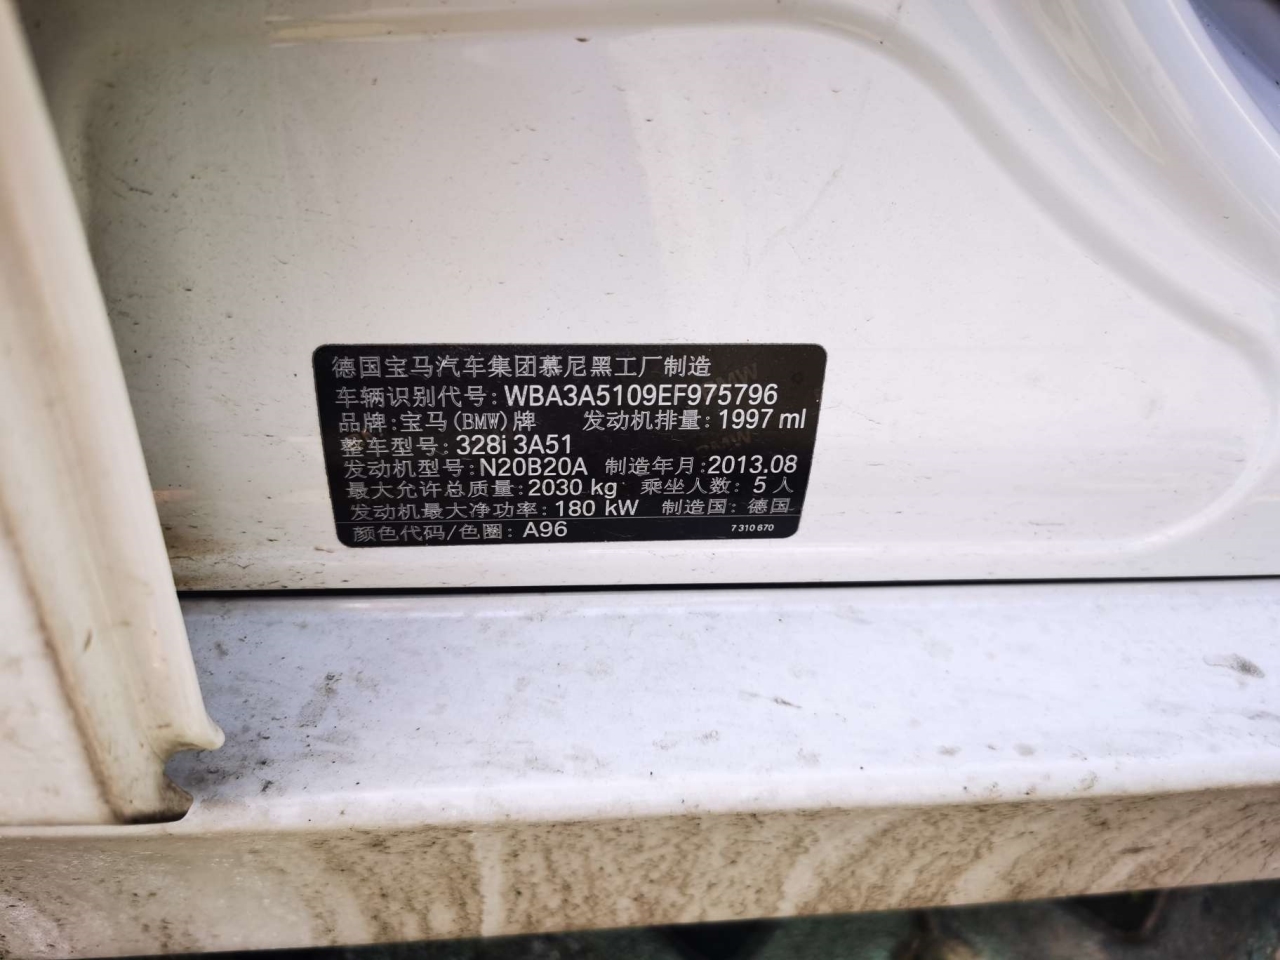 德国宝马汽车集团慕尼黑工厂制造
车辆识别代号: WBA3A5109EF975796
品牌: 宝马(BMW)牌 发动机排量: 1997 ml
整车型号: 328i 3A51
发动机型号: N20B20A 制造年月: 2013.08
最大允许总质量: 2030 kg 乘坐人数: 5 人
发动机最大净功率: 180 kW 制造国: 德国
颜色代码/色圈: A96 7 310 670